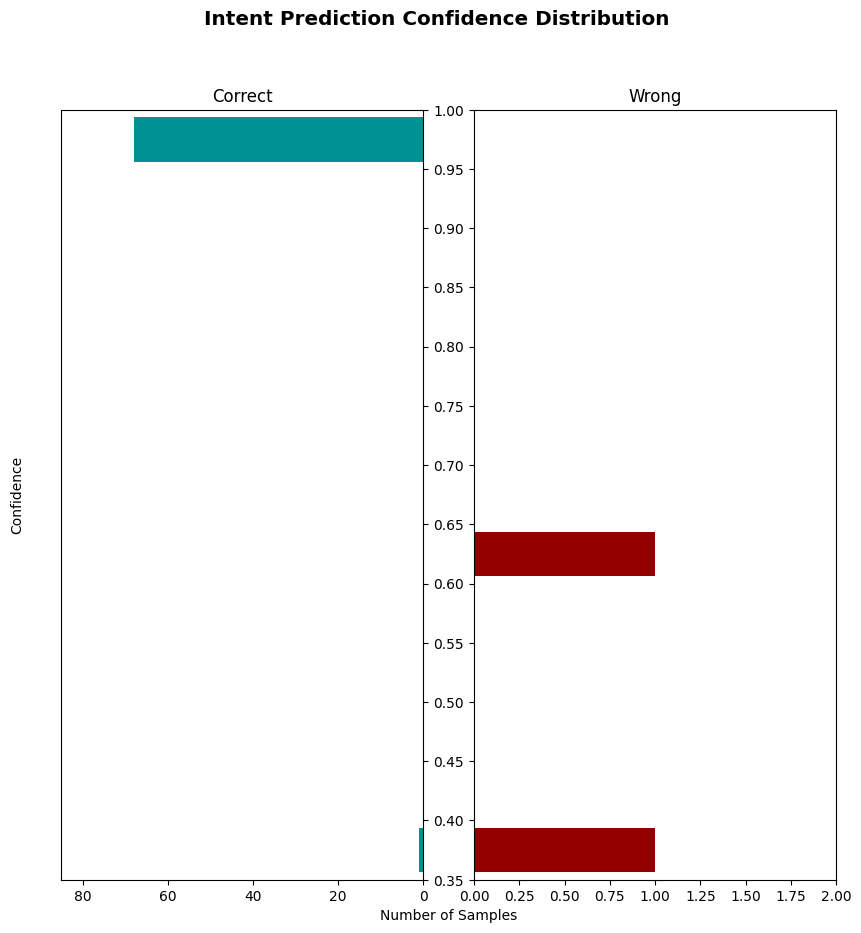 Intent Prediction Confidence Distribution
Correct
Wrong
1.00
0.95
0.90
0.85
0.80
0.75
0.70
0.65
0.60
0.55
0.50
0.45
0.40
0.35
Confidence
80 60 40 20 0
0.00 0.25 0.50 0.75 1.00 1.25 1.50 1.75 2.00
Number of Samples